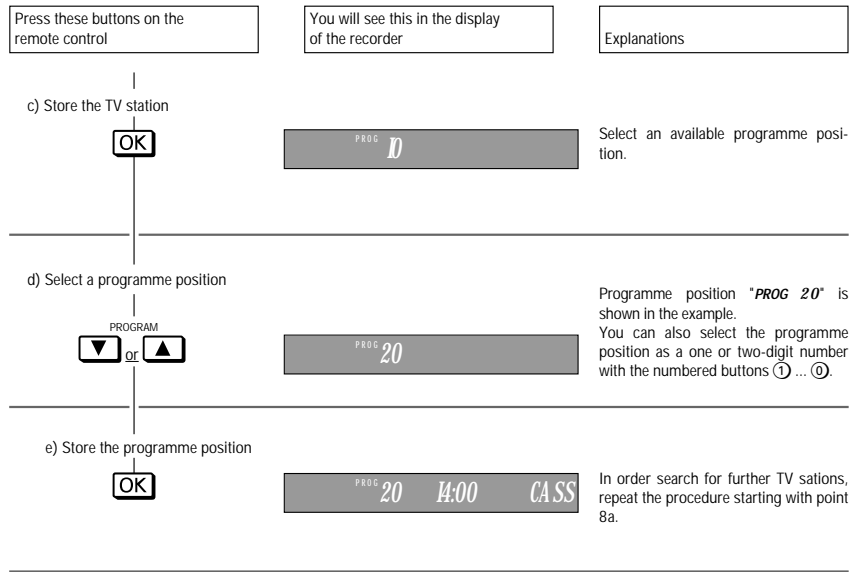 Press these buttons on the
remote control
You will see this in the display
of the recorder
Explanations
c) Store the TV station
OK
PROG 10
Select an available programme posi-
tion.
d) Select a programme position
PROGRAM
▼ or ▲
PROG 20
Programme position "PROG 20" is
shown in the example.
You can also select the programme
position as a one or two-digit number
with the numbered buttons ① ... ⓪.
e) Store the programme position
OK
PROG 20 14:00 CASS
In order search for further TV sations,
repeat the procedure starting with point
8a.